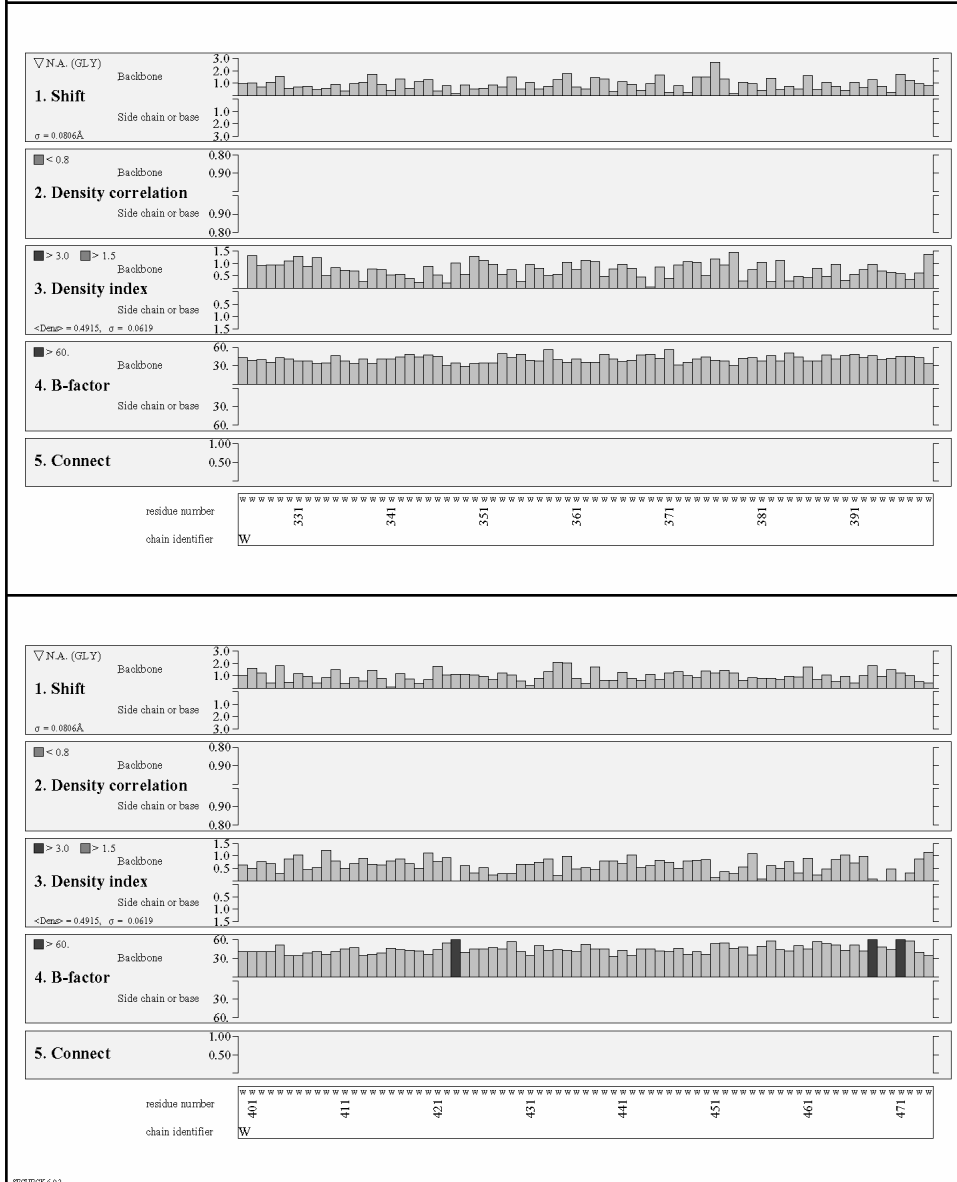 ▽ N.A. (GLY)
Backbone
1. Shift
Side chain or base
σ = 0.0806Å
3.0
2.0
1.0
1.0
2.0
3.0
< 0.8
Backbone
2. Density correlation
Side chain or base
0.80
0.90
0.90
0.80
> 3.0 > 1.5
Backbone
3. Density index
Side chain or base
<Dens> = 0.4915, σ = 0.0619
1.5
1.0
0.5
0.5
1.0
1.5
> 60.
Backbone
4. B-factor
Side chain or base
60.
30.
30.
60.
5. Connect
1.00
0.50
W W W W W W W W W W W W W W W W W W W W W W W W W W W W W W W W W W W W W W W W W W W W W W W W W W W W W W W W W W W W W W W W W W W W W W W W W W W
residue number
331 341 351 361 371 381 391
chain identifier
W
▽ N.A. (GLY)
Backbone
1. Shift
Side chain or base
σ = 0.0806Å
3.0
2.0
1.0
1.0
2.0
3.0
< 0.8
Backbone
2. Density correlation
Side chain or base
0.80
0.90
0.90
0.80
> 3.0 > 1.5
Backbone
3. Density index
Side chain or base
<Dens> = 0.4915, σ = 0.0619
1.5
1.0
0.5
0.5
1.0
1.5
> 60.
Backbone
4. B-factor
Side chain or base
60.
30.
30.
60.
5. Connect
1.00
0.50
W W W W W W W W W W W W W W W W W W W W W W W W W W W W W W W W W W W W W W W W W W W W W W W W W W W W W W W W W W W W W W W W W W W W W W W W W W W
residue number
401 411 421 431 441 451 461 471
chain identifier
W